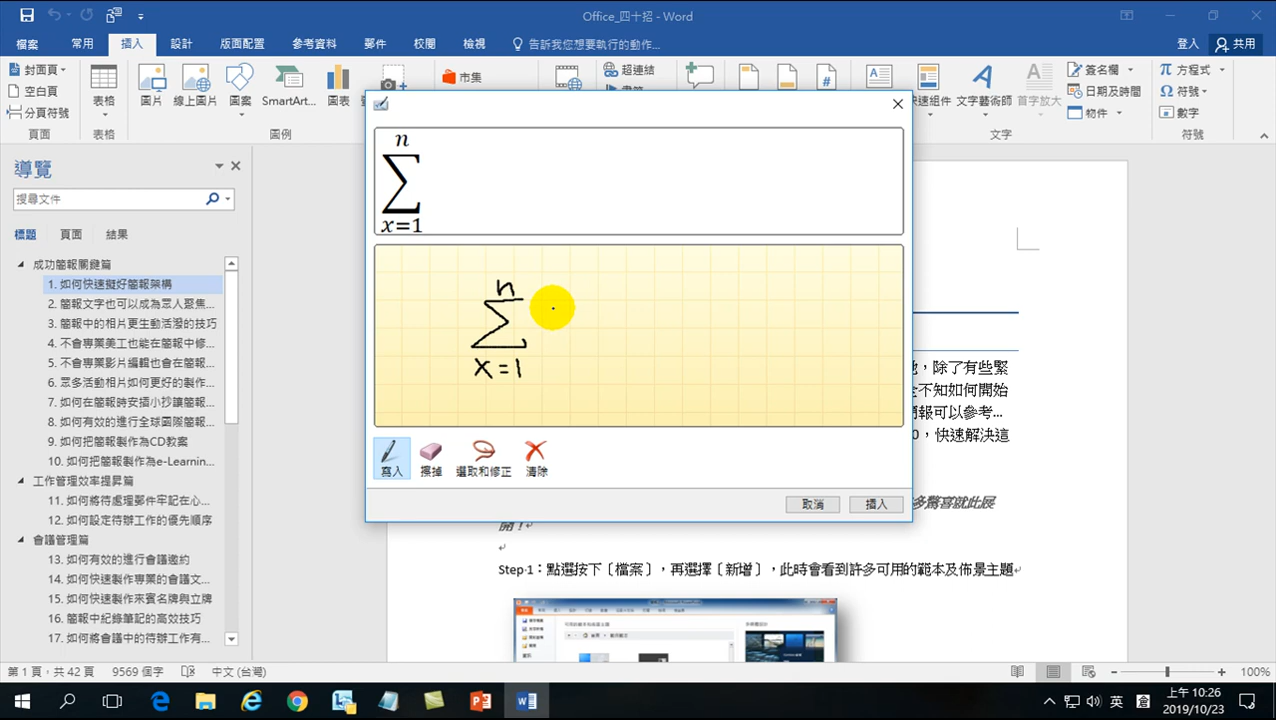 Office_四十招 - Word
檔案 常用 插入 設計 版面配置 參考資料 郵件 校閱 檢視 告訴我您想要執行的動作... 登入 共用
封面頁 空白頁 分頁符號 頁面
表格 表格
圖片 線上圖片 圖案 SmartArt... 圖表 圖例
市集 超連結
快速組件 文字藝術師 首字放大 簽名欄 日期及時間 物件 文字
π 方程式 Ω 符號 數字 符號
導覽
搜尋文件
標題 頁面 結果
成功簡報關鍵篇
1. 如何快速擬好簡報架構
2. 簡報文字也可以成為眾人聚焦...
3. 簡報中的相片更生動活潑的技巧
4. 不會專業美工也能在簡報中修...
5. 不會專業影片編輯也會在簡報...
6. 眾多活動相片如何更好的製作...
7. 如何在簡報時安插小抄讓簡報...
8. 如何有效的進行全球團隊簡報...
9. 如何把簡報製作為CD教案
10. 如何把簡報製作為e-Learnin...
工作管理效率提昇篇
11. 如何將待處理郵件牢記在心...
12. 如何設定待辦工作的優先順序
會議管理篇
13. 如何有效的進行會議邀約
14. 如何快速製作專業的會議文...
15. 如何快速製作來賓名牌與立牌
16. 簡報中紀錄筆記的高效技巧
17. 如何將會議中的待辦工作有...
n
∑
x=1
n
∑
x=1
寫入 擦掉 選取和修正 清除
取消 插入
，除了有些緊
全不知如何開始
簡報可以參考...
0，快速解決這
多驚喜就此展
開！
Step 1：點選按下〔檔案〕，再選擇〔新增〕，此時會看到許多可用的範本及佈景主題
第 1 頁，共 42 頁 9569 個字 中文 (台灣) 100%
英 上午 10:26
2019/10/23